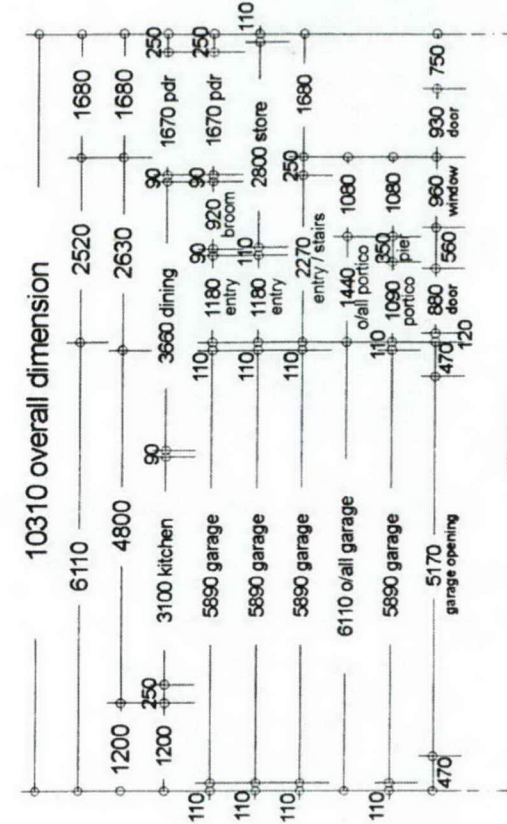 10310 overall dimension
6110 2520 1680
1200 4800 2630 1680
1200 250 3100 kitchen 90 3660 dining 90 1670 pdr 250
110 5890 garage 110 1180 90 920 90 1670 pdr 250
entry broom
110 5890 garage 110 1180 110 2800 store 110
entry
110 5890 garage 110 2270 250 1680
entry / stairs
6110 o/all garage 1440 1080
o/all portico
110 5890 garage 110 1090 350 1080
portico pier
470 5170 470 120 880 560 960 930 750
garage opening door window door